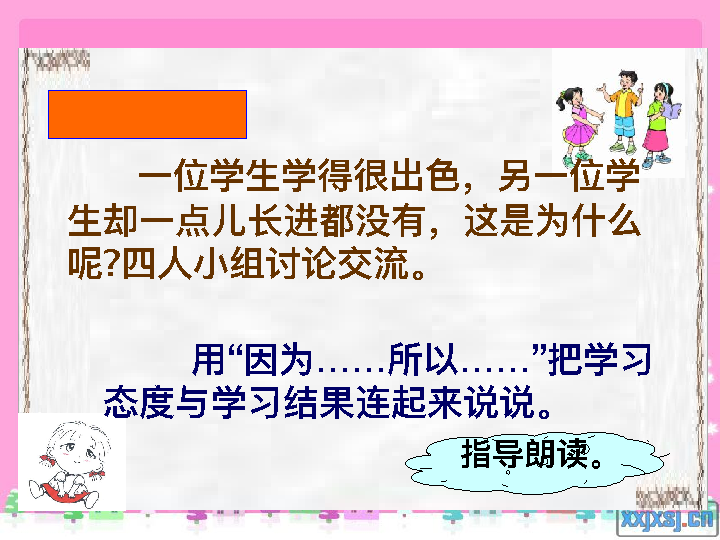 一位学生学得很出色，另一位学
生却一点儿长进都没有，这是为什么
呢?四人小组讨论交流。
用“因为……所以……”把学习
态度与学习结果连起来说说。
指导朗读。
xxjxsj.cn